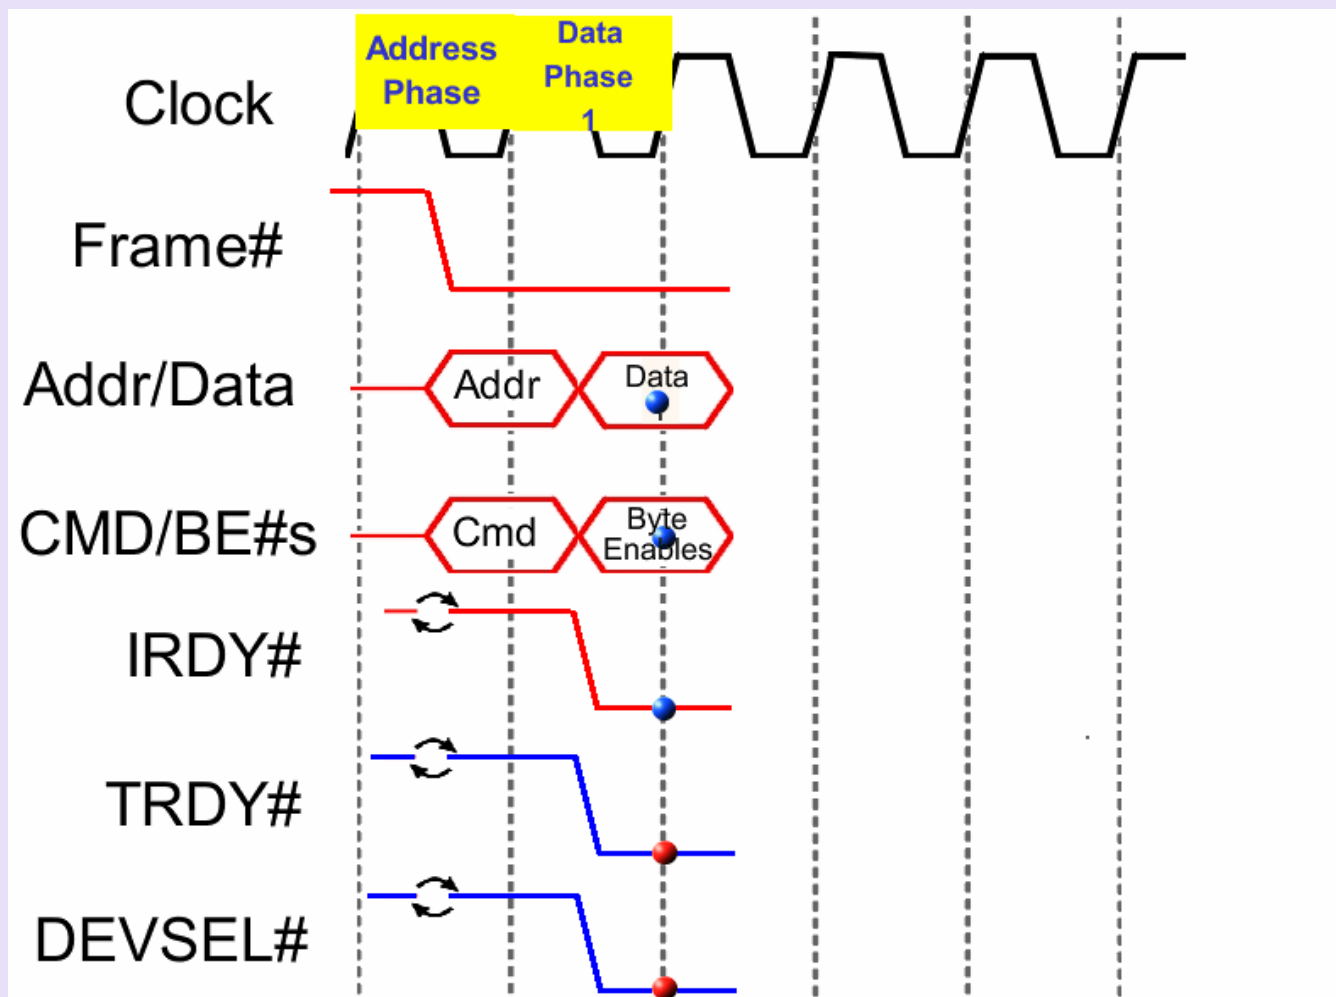 Address
Phase
Data
Phase
1
Clock
Frame#
Addr/Data
Addr
Data
CMD/BE#s
Cmd
Byte
Enables
IRDY#
TRDY#
DEVSEL#